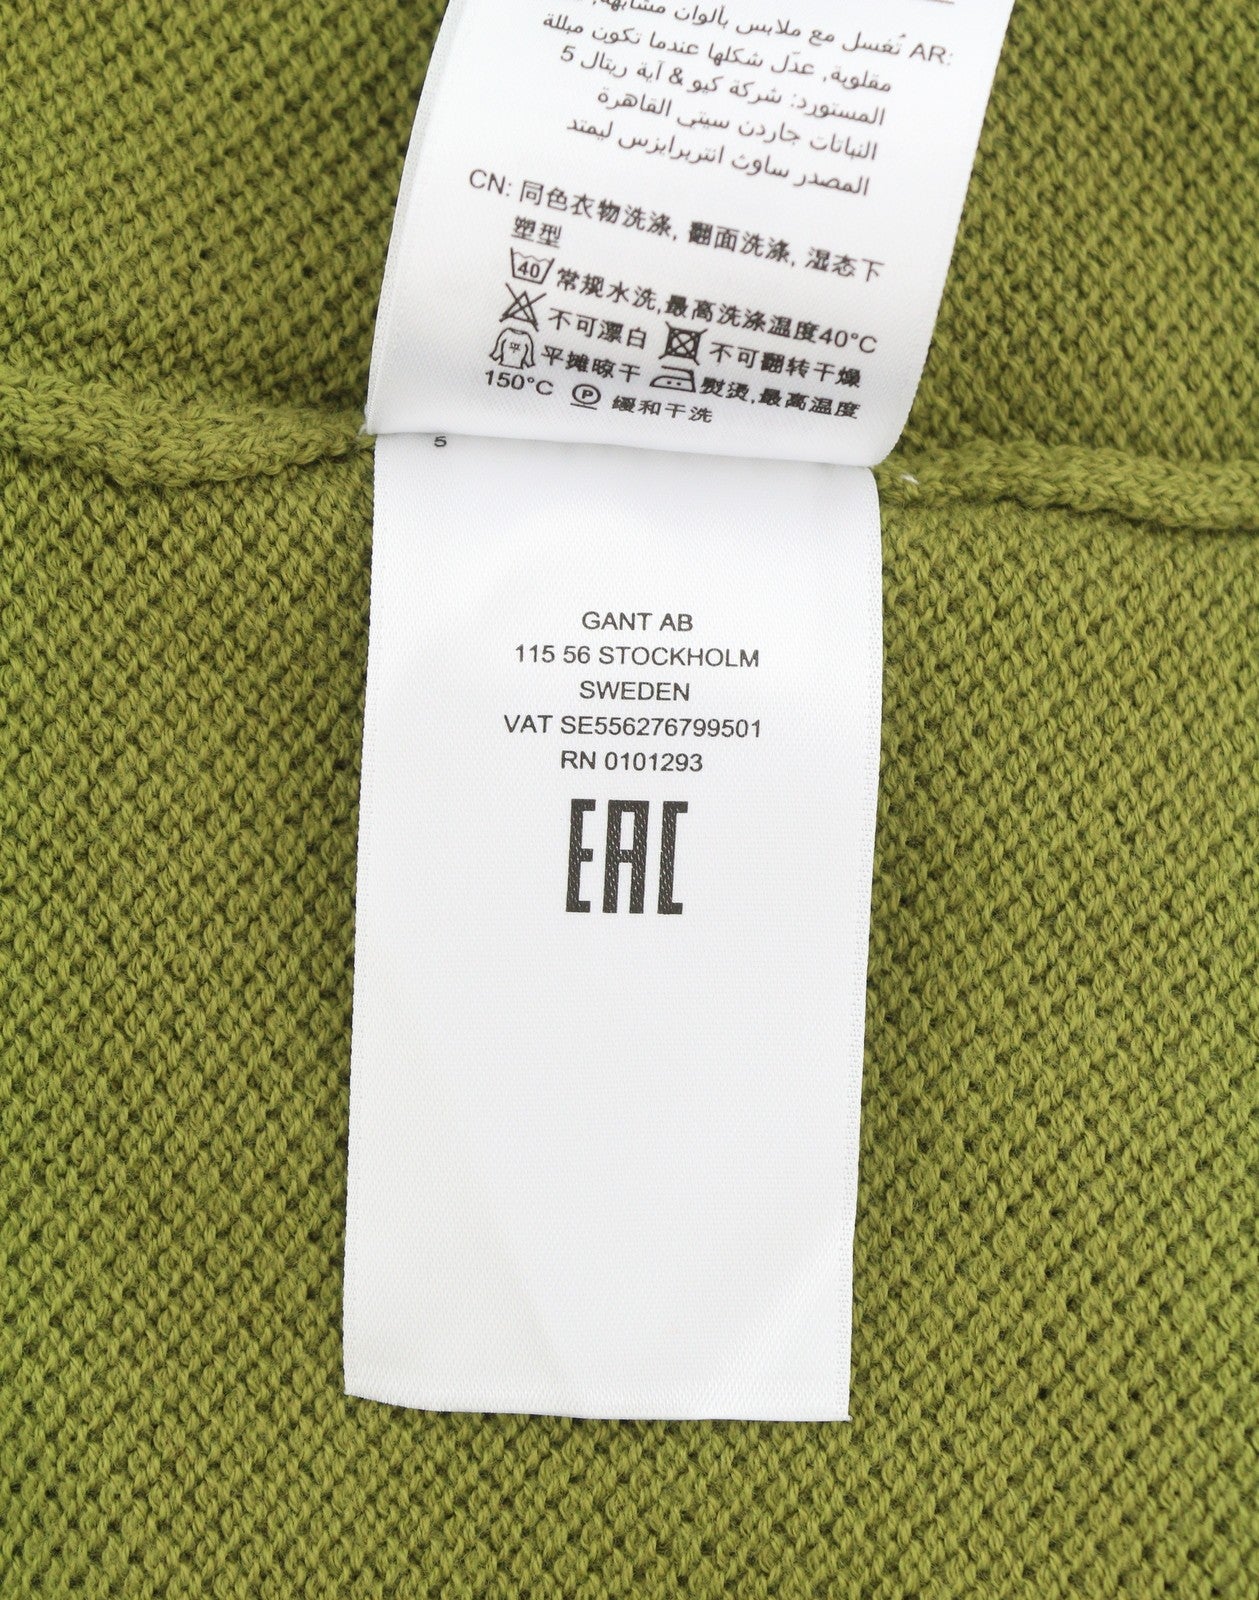 AR: تُغسل مع ملابس بألوان مشابهة,
مقلوبة, عدّل شكلها عندما تكون مبللة
المستورد: شركة كيو & آية ريتال 5
النباتات جاردن سيتي القاهرة
المصدر ساوث انتربرايزس ليمتد
CN: 同色衣物洗涤, 翻面洗涤, 湿态下
塑型
40 常规水洗,最高洗涤温度40°C
不可漂白 不可翻转干燥
平 平摊晾干 熨烫,最高温度
150°C P 缓和干洗
5
GANT AB
115 56 STOCKHOLM
SWEDEN
VAT SE556276799501
RN 0101293
EAC